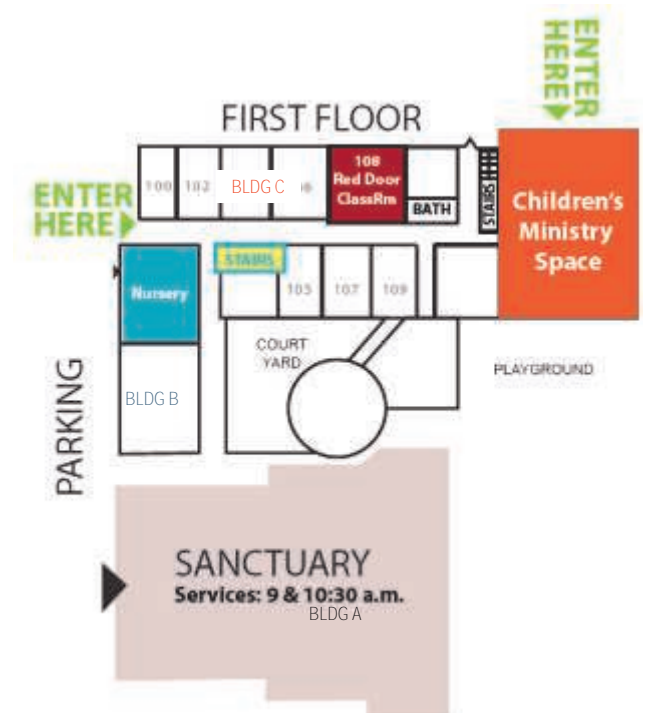 ENTER
HERE
FIRST FLOOR
ENTER
HERE
100
102
BLDG C
108
Red Door
ClassRm
BATH
STAIRS
Children's
Ministry
Space
Nursery
STAIRS
105
107
109
COURT
YARD
PLAYGROUND
BLDG B
PARKING
SANCTUARY
Services: 9 & 10:30 a.m.
BLDG A